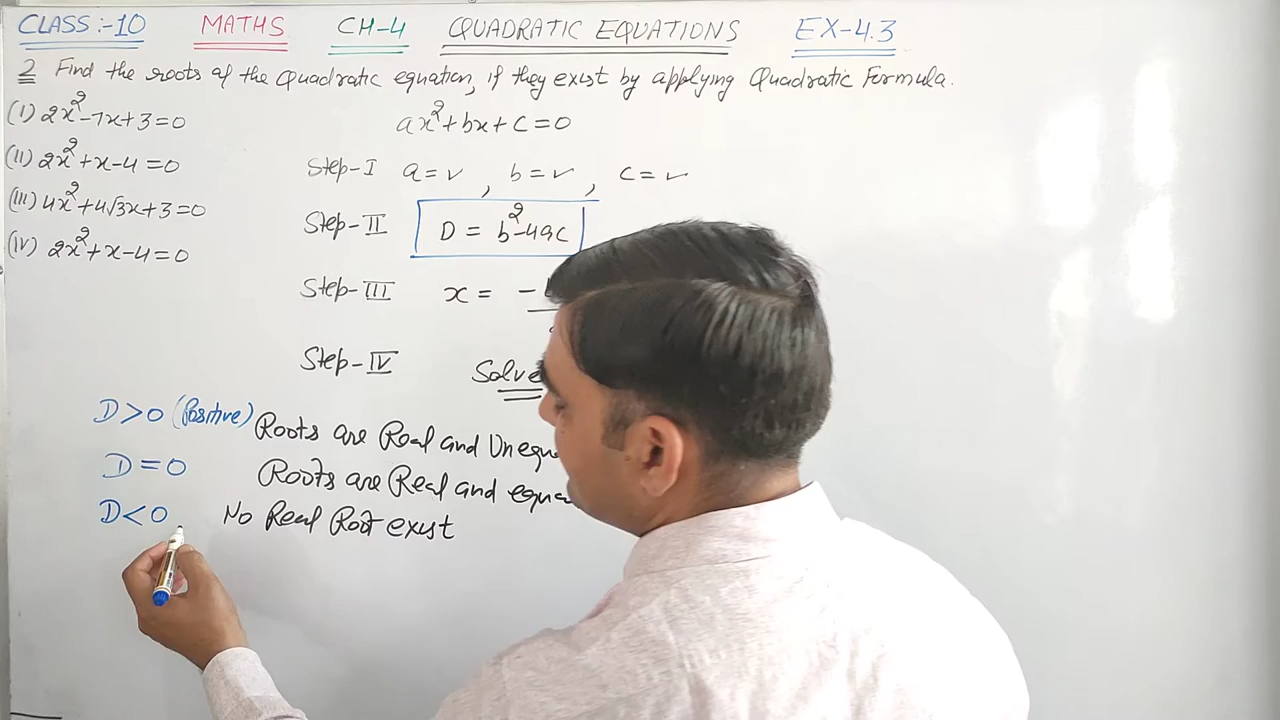 CLASS:-10 MATHS CH-4 QUADRATIC EQUATIONS EX-4.3
2 Find the roots of the Quadratic equation, if they exist by applying Quadratic Formula.
(I) 2x²-7x+3=0
(II) 2x²+x-4=0
(III) 4x²+4√3x+3=0
(IV) 2x²+x-4=0
ax²+bx+c=0
Step-I a=✓, b=✓, c=✓
Step-II D = b²-4ac
Step-III x = -
Step-IV Solve
D>0 (Positive) Roots are Real and Unequ
D=0 Roots are Real and equa
D<0 No Real Root exist